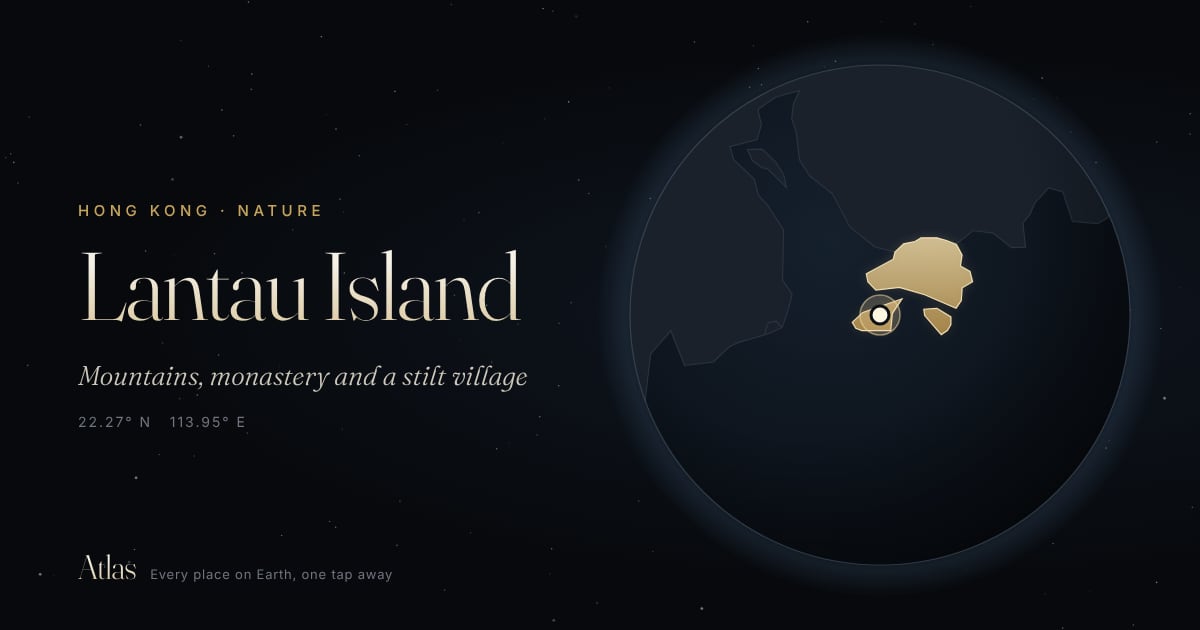 HONG KONG · NATURE
Lantau Island
Mountains, monastery and a stilt village
22.27° N 113.95° E
Atlas Every place on Earth, one tap away